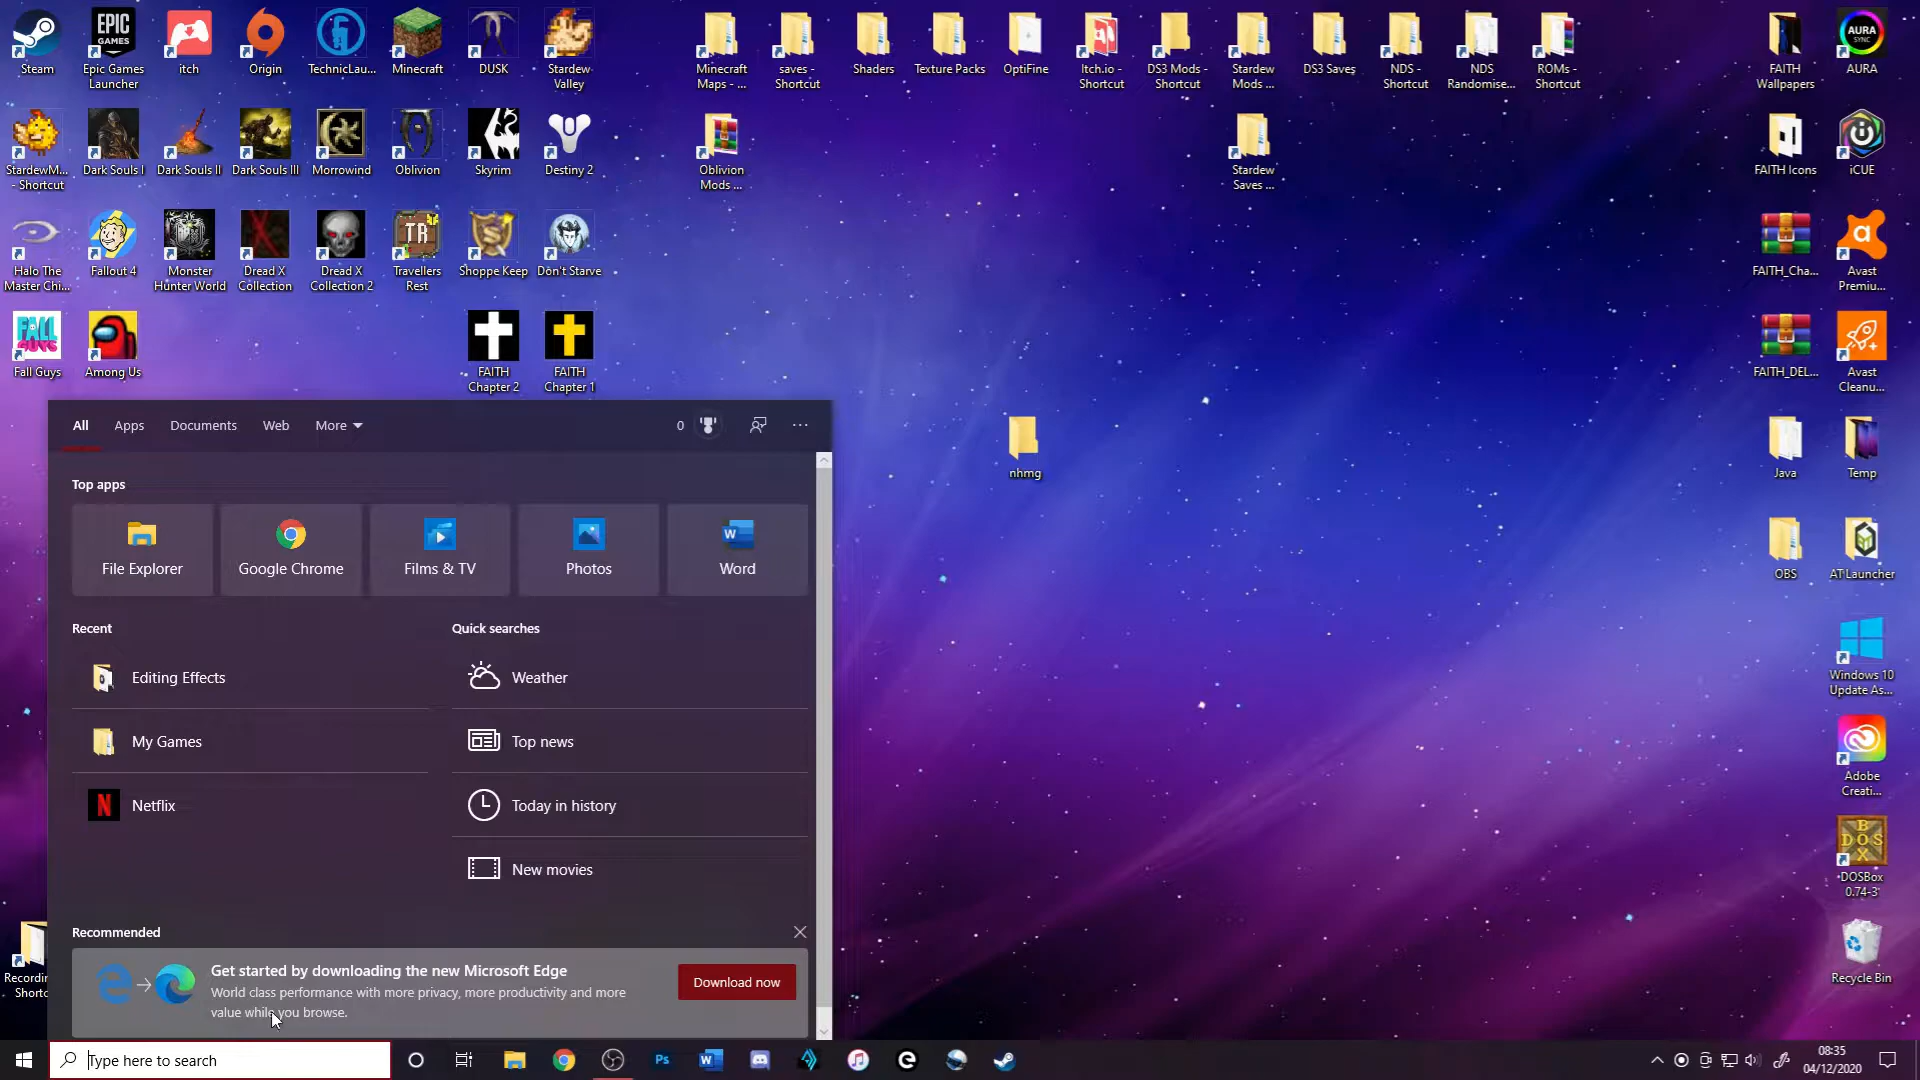 Steam
Epic Games
Launcher
itch
Origin
TechnicLau...
Minecraft
DUSK
Stardew
Valley
Minecraft
Maps - ...
saves -
Shortcut
Shaders
Texture Packs
OptiFine
Itch.io -
Shortcut
DS3 Mods -
Shortcut
Stardew
Mods ...
DS3 Saves
NDS -
Shortcut
NDS
Randomise...
ROMs -
Shortcut
FAITH
Wallpapers
AURA
StardewM...
- Shortcut
Dark Souls I
Dark Souls II
Dark Souls III
Morrowind
Oblivion
Skyrim
Destiny 2
Oblivion
Mods ...
Stardew
Saves ...
FAITH Icons
iCUE
Halo The
Master Chi...
Fallout 4
Monster
Hunter World
Dread X
Collection
Dread X
Collection 2
Travellers
Rest
Shoppe Keep
Don't Starve
FAITH_Cha...
Avast
Premiu...
Fall Guys
Among Us
FAITH
Chapter 2
FAITH
Chapter 1
FAITH_DEL...
Avast
Cleanu...
nhmg
Java
Temp
OBS
ATLauncher
Windows 10
Update As...
Adobe
Creati...
DOSBox
0.74-3
Recycle Bin
Recordin
Shortc
All
Apps
Documents
Web
More
0
Top apps
File Explorer
Google Chrome
Films & TV
Photos
Word
Recent
Quick searches
Editing Effects
Weather
My Games
Top news
Netflix
Today in history
New movies
Recommended
Get started by downloading the new Microsoft Edge
World class performance with more privacy, more productivity and more
value while you browse.
Download now
Type here to search
08:35
04/12/2020